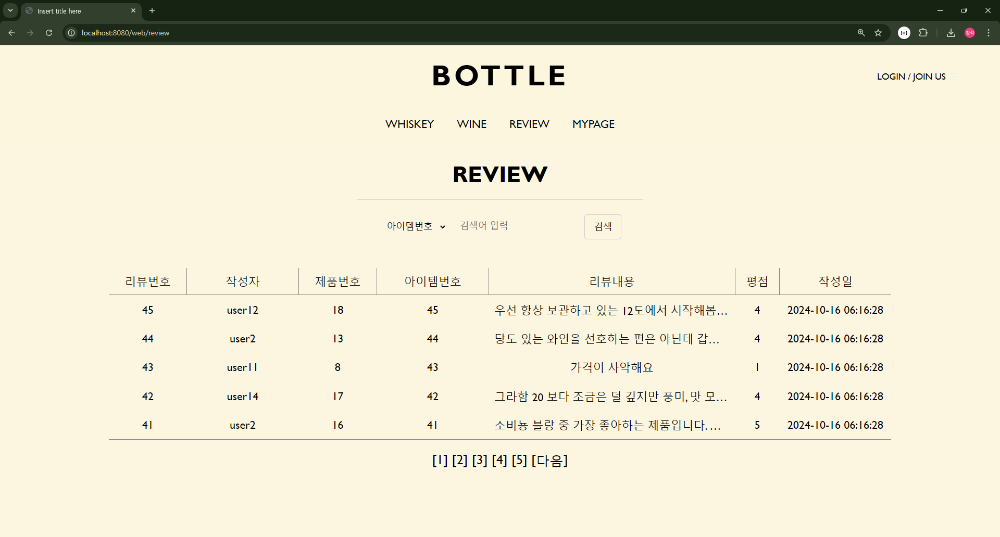 Insert title here
localhost:8080/web/review
정석
BOTTLE
LOGIN / JOIN US
WHISKEY WINE REVIEW MYPAGE
REVIEW
아이템번호 검색어 입력 검색
리뷰번호 작성자 제품번호 아이템번호 리뷰내용 평점 작성일
45 user12 18 45 우선 항상 보관하고 있는 12도에서 시작해봄... 4 2024-10-16 06:16:28
44 user2 13 44 당도 있는 와인을 선호하는 편은 아닌데 갑... 4 2024-10-16 06:16:28
43 user11 8 43 가격이 사악해요 1 2024-10-16 06:16:28
42 user14 17 42 그라함 20 보다 조금은 덜 깊지만 풍미, 맛 모... 4 2024-10-16 06:16:28
41 user2 16 41 소비뇽 블랑 중 가장 좋아하는 제품입니다. ... 5 2024-10-16 06:16:28
[1] [2] [3] [4] [5] [다음]